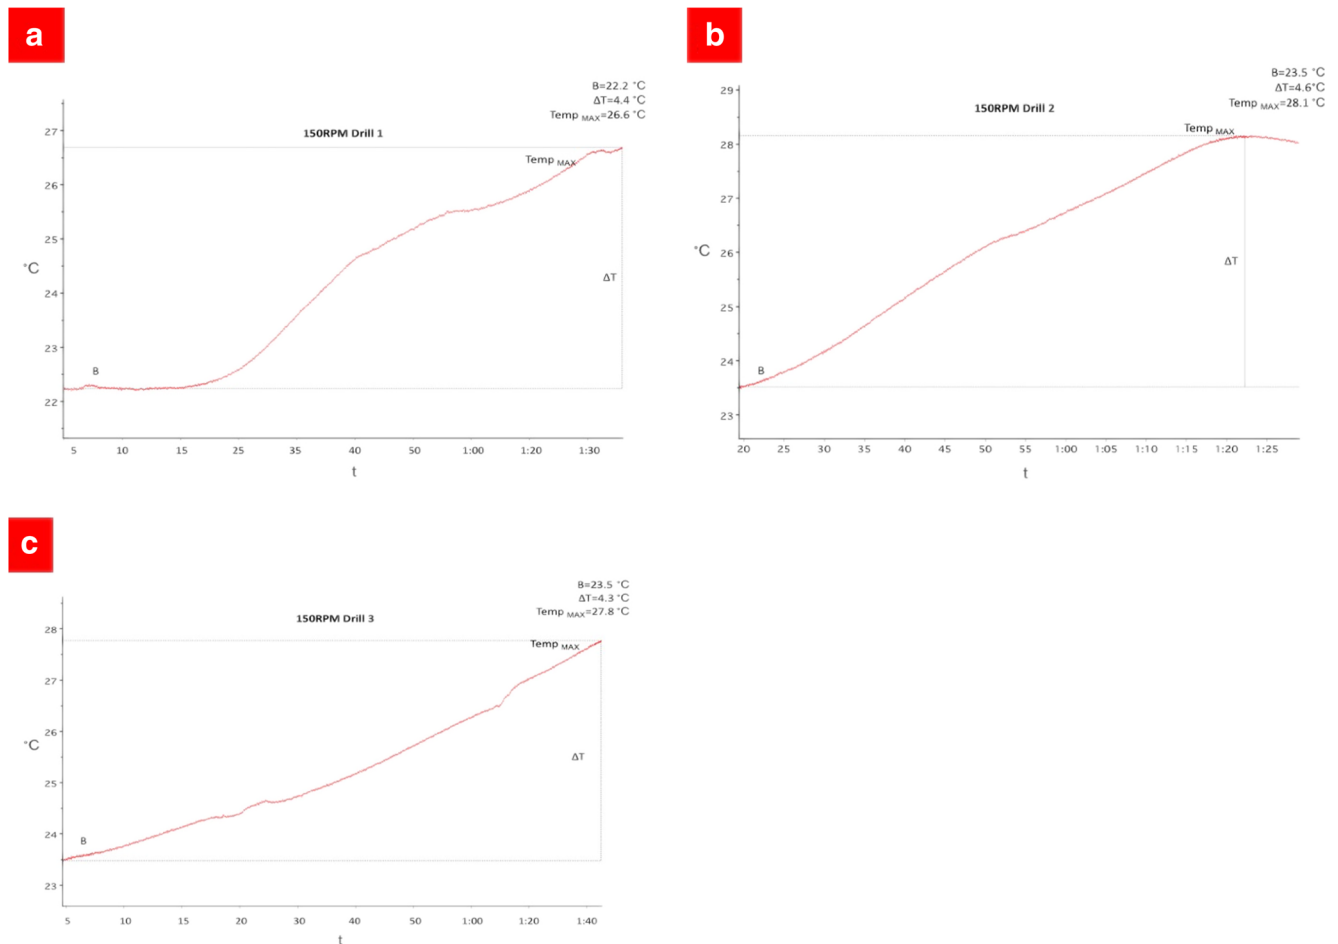 a
B=22.2 °C
ΔT=4.4 °C
Temp MAX=26.6 °C
150RPM Drill 1
Temp MAX
27
26
25
24
23
22
°C
ΔT
B
5 10 15 25 35 40 50 1:00 1:20 1:30
t
b
B=23.5 °C
ΔT=4.6°C
Temp MAX=28.1 °C
150RPM Drill 2
Temp MAX
29
28
27
26
25
24
23
°C
ΔT
B
20 25 30 35 40 45 50 55 1:00 1:05 1:10 1:15 1:20 1:25
t
c
B=23.5 °C
ΔT=4.3 °C
Temp MAX=27.8 °C
150RPM Drill 3
Temp MAX
28
27
26
25
24
23
°C
ΔT
B
5 10 15 20 30 40 50 1:00 1:20 1:40
t